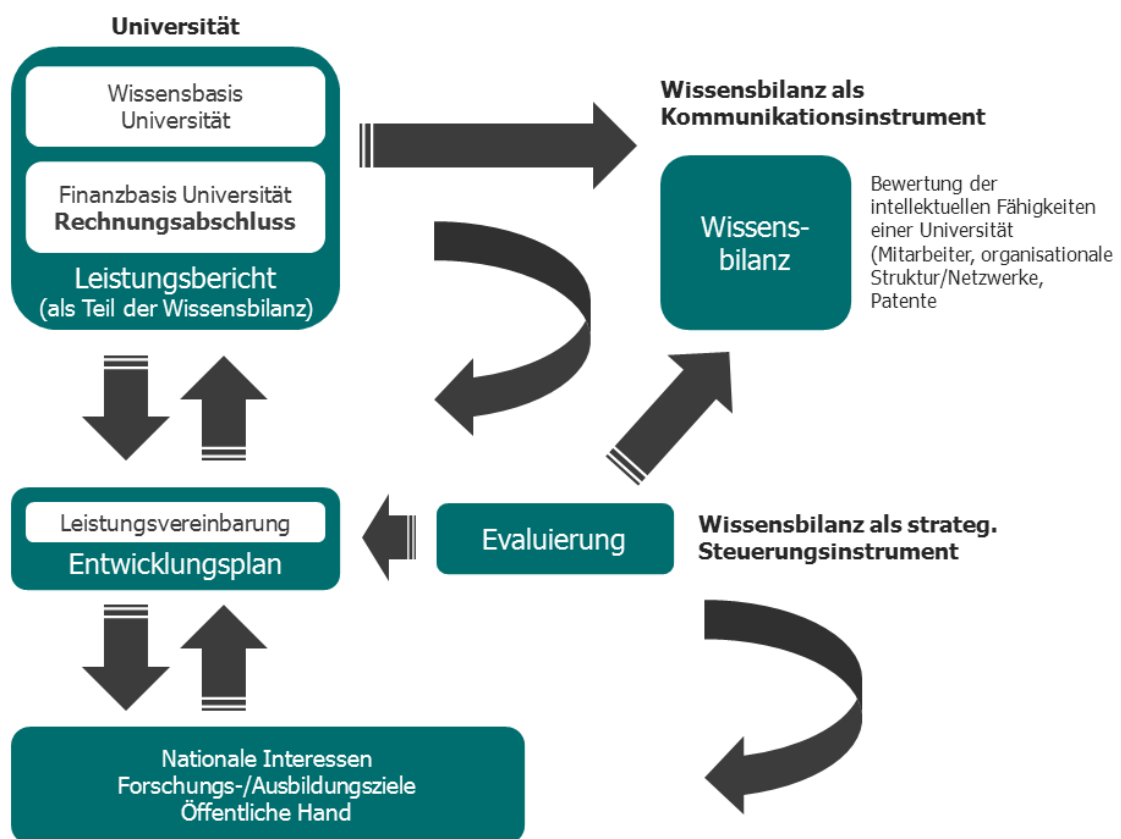 Universität
Wissensbasis
Universität
Finanzbasis Universität
Rechnungsabschluss
Leistungsbericht
(als Teil der Wissensbilanz)
Wissensbilanz als
Kommunikationsinstrument
Wissens-
bilanz
Bewertung der
intellektuellen Fähigkeiten
einer Universität
(Mitarbeiter, organisationale
Struktur/Netzwerke,
Patente
Leistungsvereinbarung
Entwicklungsplan
Evaluierung
Wissensbilanz als strateg.
Steuerungsinstrument
Nationale Interessen
Forschungs-/Ausbildungsziele
Öffentliche Hand